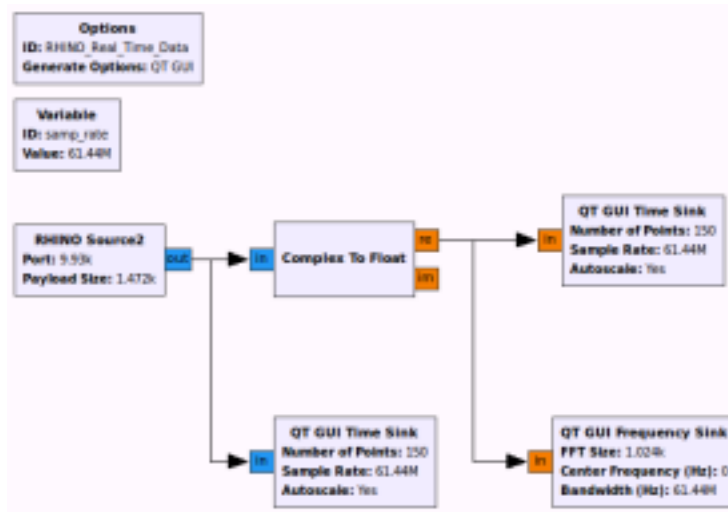 Options
ID: RHINO_Real_Time_Data
Generate Options: QT GUI
Variable
ID: samp_rate
Value: 61.44M
RHINO Source2
Port: 9.93k
Payload Size: 1.472k
out
in
Complex To Float
re
im
in
QT GUI Time Sink
Number of Points: 150
Sample Rate: 61.44M
Autoscale: Yes
in
QT GUI Time Sink
Number of Points: 150
Sample Rate: 61.44M
Autoscale: Yes
in
QT GUI Frequency Sink
FFT Size: 1.024k
Center Frequency (Hz): 0
Bandwidth (Hz): 61.44M